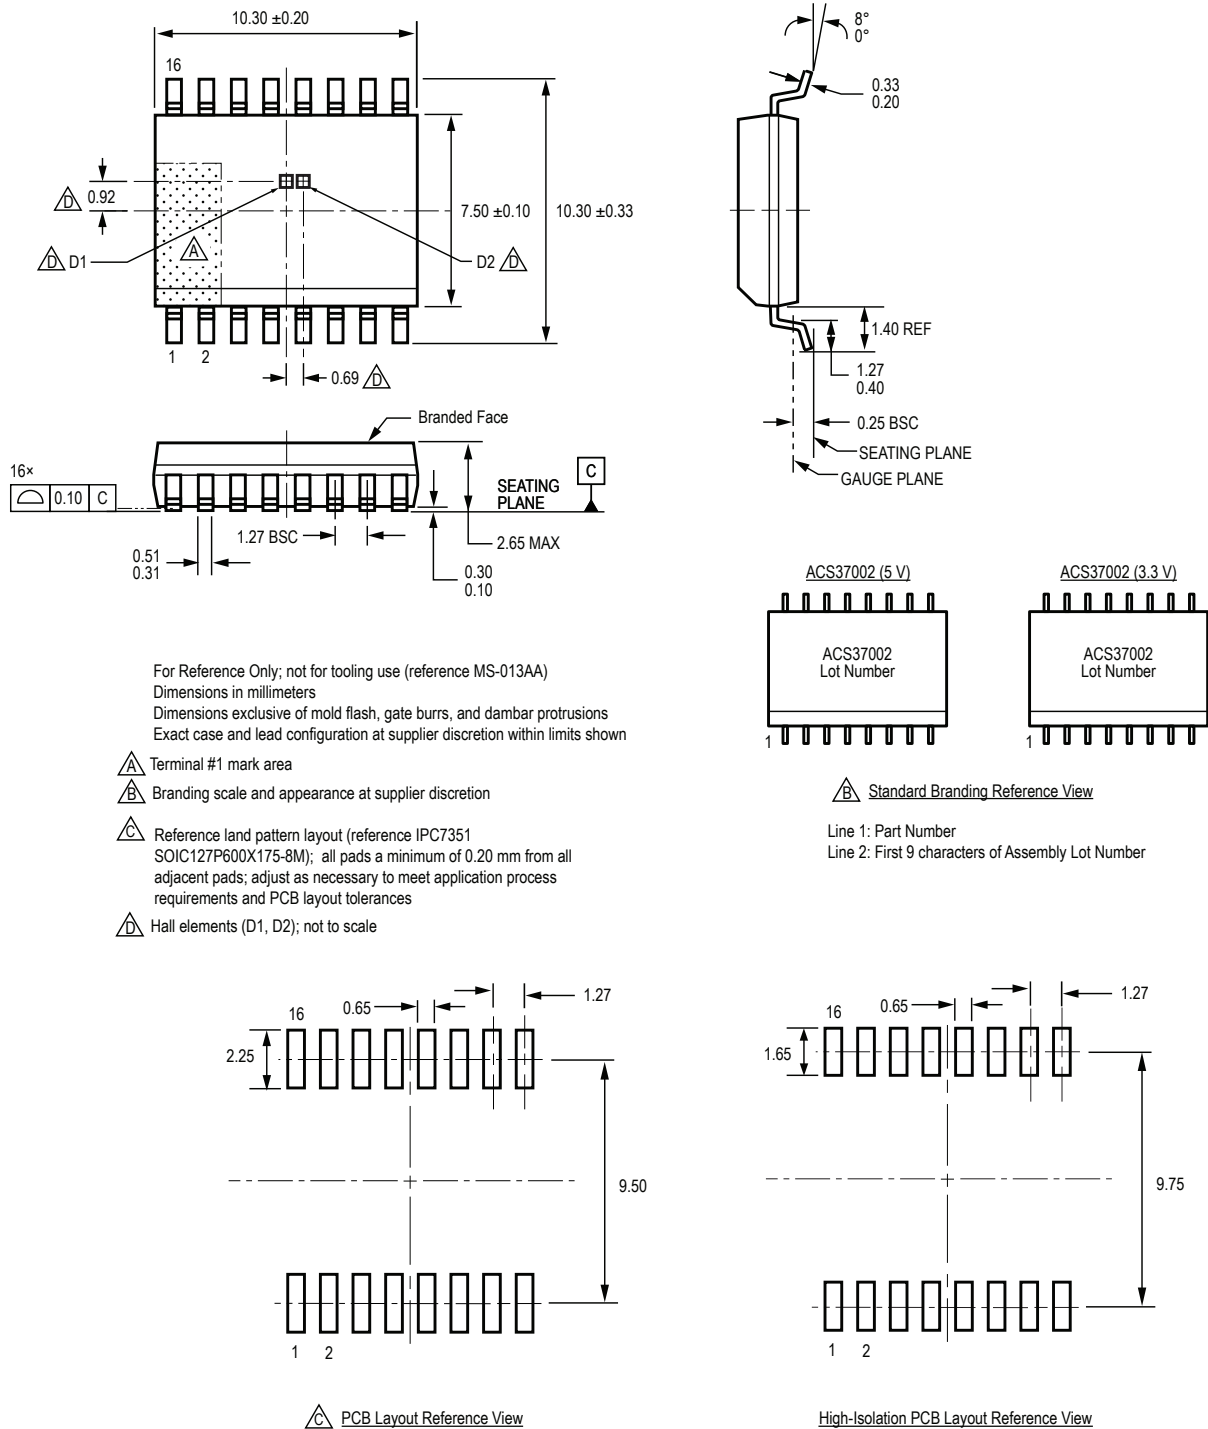 10.30 ±0.20
16
0.92
D
D D1
A
D2 D
7.50 ±0.10
10.30 ±0.33
1 2
0.69 D
8°
0°
0.33
0.20
1.40 REF
1.27
0.40
0.25 BSC
SEATING PLANE
GAUGE PLANE
Branded Face
16×
0.10 C
C
SEATING
PLANE
1.27 BSC
2.65 MAX
0.51
0.31
0.30
0.10
ACS37002 (5 V)
ACS37002
Lot Number
1
ACS37002 (3.3 V)
ACS37002
Lot Number
1
B Standard Branding Reference View
Line 1: Part Number
Line 2: First 9 characters of Assembly Lot Number
For Reference Only; not for tooling use (reference MS-013AA)
Dimensions in millimeters
Dimensions exclusive of mold flash, gate burrs, and dambar protrusions
Exact case and lead configuration at supplier discretion within limits shown
A Terminal #1 mark area
B Branding scale and appearance at supplier discretion
C Reference land pattern layout (reference IPC7351
SOIC127P600X175-8M); all pads a minimum of 0.20 mm from all
adjacent pads; adjust as necessary to meet application process
requirements and PCB layout tolerances
D Hall elements (D1, D2); not to scale
16
0.65
1.27
2.25
9.50
1 2
C PCB Layout Reference View
16
0.65
1.27
1.65
9.75
1 2
High-Isolation PCB Layout Reference View